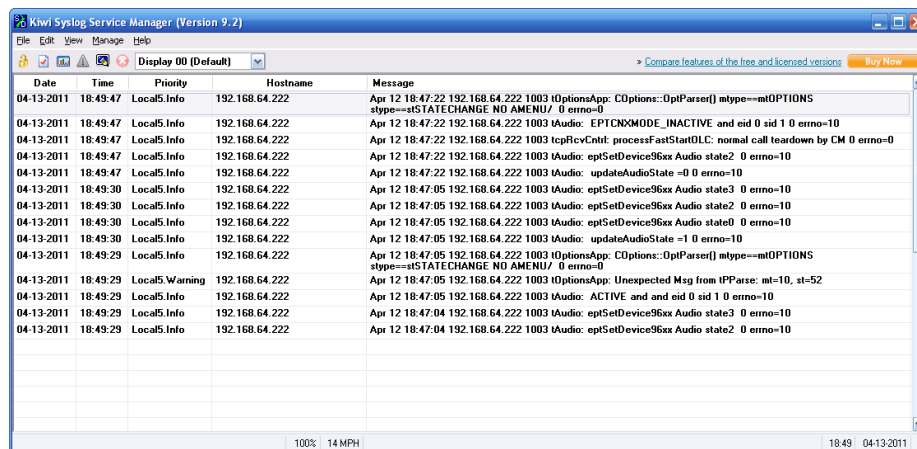 Kiwi Syslog Service Manager (Version 9.2)
File Edit View Manage Help
Display 00 (Default)
» Compare features of the free and licensed versions Buy Now
Date Time Priority Hostname Message
04-13-2011 18:49:47 Local5.Info 192.168.64.222 Apr 12 18:47:22 192.168.64.222 1003 tOptionsApp: COptions::OptParser() mtype==mtOPTIONS
stype==stSTATECHANGE NO AMENU/ 0 errno=0
04-13-2011 18:49:47 Local5.Info 192.168.64.222 Apr 12 18:47:22 192.168.64.222 1003 tAudio: EPTCNXMODE_INACTIVE and eid 0 sid 1 0 errno=10
04-13-2011 18:49:47 Local5.Info 192.168.64.222 Apr 12 18:47:22 192.168.64.222 1003 tcpRcvCntrl: processFastStartOLC: normal call teardown by CM 0 errno=0
04-13-2011 18:49:47 Local5.Info 192.168.64.222 Apr 12 18:47:22 192.168.64.222 1003 tAudio: eptSetDevice96xx Audio state2 0 errno=10
04-13-2011 18:49:47 Local5.Info 192.168.64.222 Apr 12 18:47:22 192.168.64.222 1003 tAudio: updateAudioState =0 0 errno=10
04-13-2011 18:49:30 Local5.Info 192.168.64.222 Apr 12 18:47:05 192.168.64.222 1003 tAudio: eptSetDevice96xx Audio state3 0 errno=10
04-13-2011 18:49:30 Local5.Info 192.168.64.222 Apr 12 18:47:05 192.168.64.222 1003 tAudio: eptSetDevice96xx Audio state2 0 errno=10
04-13-2011 18:49:30 Local5.Info 192.168.64.222 Apr 12 18:47:05 192.168.64.222 1003 tAudio: eptSetDevice96xx Audio state0 0 errno=10
04-13-2011 18:49:30 Local5.Info 192.168.64.222 Apr 12 18:47:05 192.168.64.222 1003 tAudio: updateAudioState =1 0 errno=10
04-13-2011 18:49:29 Local5.Info 192.168.64.222 Apr 12 18:47:05 192.168.64.222 1003 tOptionsApp: COptions::OptParser() mtype==mtOPTIONS
stype==stSTATECHANGE NO AMENU/ 0 errno=0
04-13-2011 18:49:29 Local5.Warning 192.168.64.222 Apr 12 18:47:05 192.168.64.222 1003 tOptionsApp: Unexpected Msg from tPParse: mt=10, st=52
04-13-2011 18:49:29 Local5.Info 192.168.64.222 Apr 12 18:47:05 192.168.64.222 1003 tAudio: ACTIVE and and eid 0 sid 1 0 errno=10
04-13-2011 18:49:29 Local5.Info 192.168.64.222 Apr 12 18:47:04 192.168.64.222 1003 tAudio: eptSetDevice96xx Audio state3 0 errno=10
04-13-2011 18:49:29 Local5.Info 192.168.64.222 Apr 12 18:47:04 192.168.64.222 1003 tAudio: eptSetDevice96xx Audio state2 0 errno=10
100% 14 MPH 18:49 04-13-2011